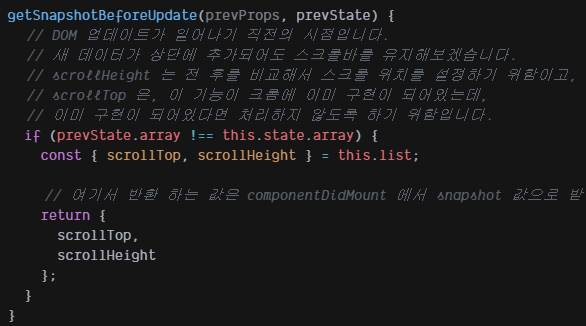 getSnapshotBeforeUpdate(prevProps, prevState) {
// DOM 업데이트가 일어나기 직전의 시점입니다.
// 새 데이터가 상단에 추가되어도 스크롤바를 유지해보겠습니다.
// scrollHeight 는 전 후를 비교해서 스크롤 위치를 설정하기 위함이고,
// scrollTop 은, 이 기능이 크롬에 이미 구현이 되어있는데,
// 이미 구현이 되어있다면 처리하지 않도록 하기 위함입니다.
if (prevState.array !== this.state.array) {
const { scrollTop, scrollHeight } = this.list;
// 여기서 반환 하는 값은 componentDidMount 에서 snapshot 값으로 받
return {
scrollTop,
scrollHeight
};
}
}